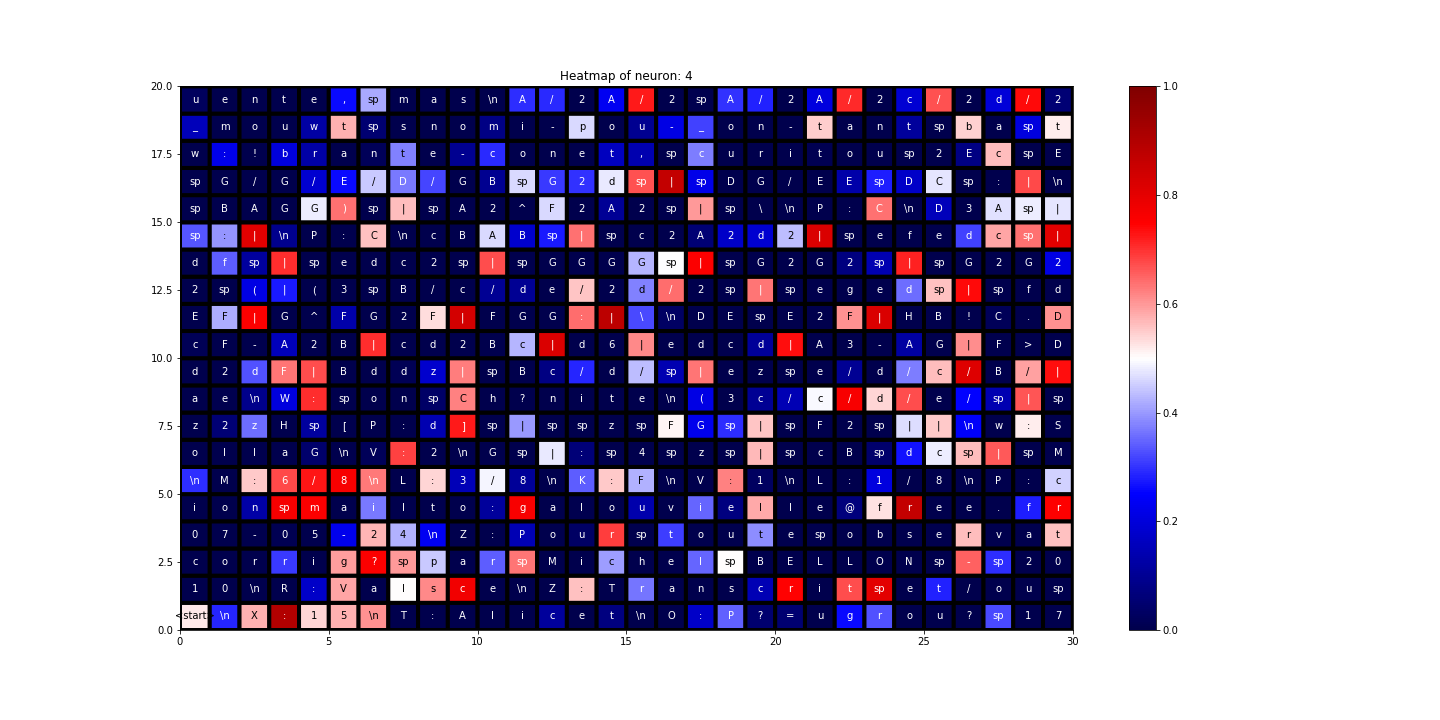 Heatmap of neuron: 4
20.0 u e n t e , sp m a s \n A / 2 A / 2 sp A / 2 A / 2 c / 2 d / 2 1.0
_ m o u w t sp s n o m i - p o u - _ o n - t a n t sp b a sp t
17.5 w : ! b r a n t e - c o n e t , sp c u r i t o u sp 2 E c sp E
sp G / G / E / D / G B sp G 2 d sp | sp D G / E E sp D C sp : | \n
15.0 sp B A G G ) sp | sp A 2 ^ F 2 A 2 sp | sp \ \n P : C \n D 3 A sp | 0.8
sp : | \n P : C \n c B A B sp | sp c 2 A 2 d 2 | sp e f e d c sp |
d f sp | sp e d c 2 sp | sp G G G G sp | sp G 2 G 2 sp | sp G 2 G 2
12.5 2 sp ( | ( 3 sp B / c / d e / 2 d / 2 sp | sp e g e d sp | sp f d
E F | G ^ F G 2 F | F G G : | \ \n D E sp E 2 F | H B ! C . D 0.6
10.0 c F - A 2 B | c d 2 B c | d 6 | e d c d | A 3 - A G | F > D
d 2 d F | B d d z | sp B c / d / sp | e z e / d / c / B / |
a e \n W : sp o n sp C h ? n i t e \n ( 3 c / c / d / e / sp | sp 0.4
7.5 z 2 z H sp [ P : d ] sp | sp sp z sp F G sp | sp F 2 sp | | \n w : S
o l l a G \n V : 2 \n G sp | : sp 4 sp z sp | sp c B sp d c sp | sp M
5.0 \n M : 6 / 8 \n L : 3 / 8 \n K : F \n V : 1 \n L : 1 / 8 \n P : c
i o n sp m a i l t o : g a l o u v i e l l e @ f r e e . f r 0.2
0 7 - 0 5 - 2 4 \n Z : P o u r sp t o u t e sp o b s e r v a t
2.5 c o r r i g ? sp p a r sp M i c h e l sp B E L L O N sp - sp 2 0
1 0 \n R : V a l s c e \n Z : T r a n s c r i t sp e t / o u sp
<start \n X : 1 5 \n T : A l i c e t \n O : P ? = u g r o u ? sp 1 7
0.0 0.0
0 5 10 15 20 25 30